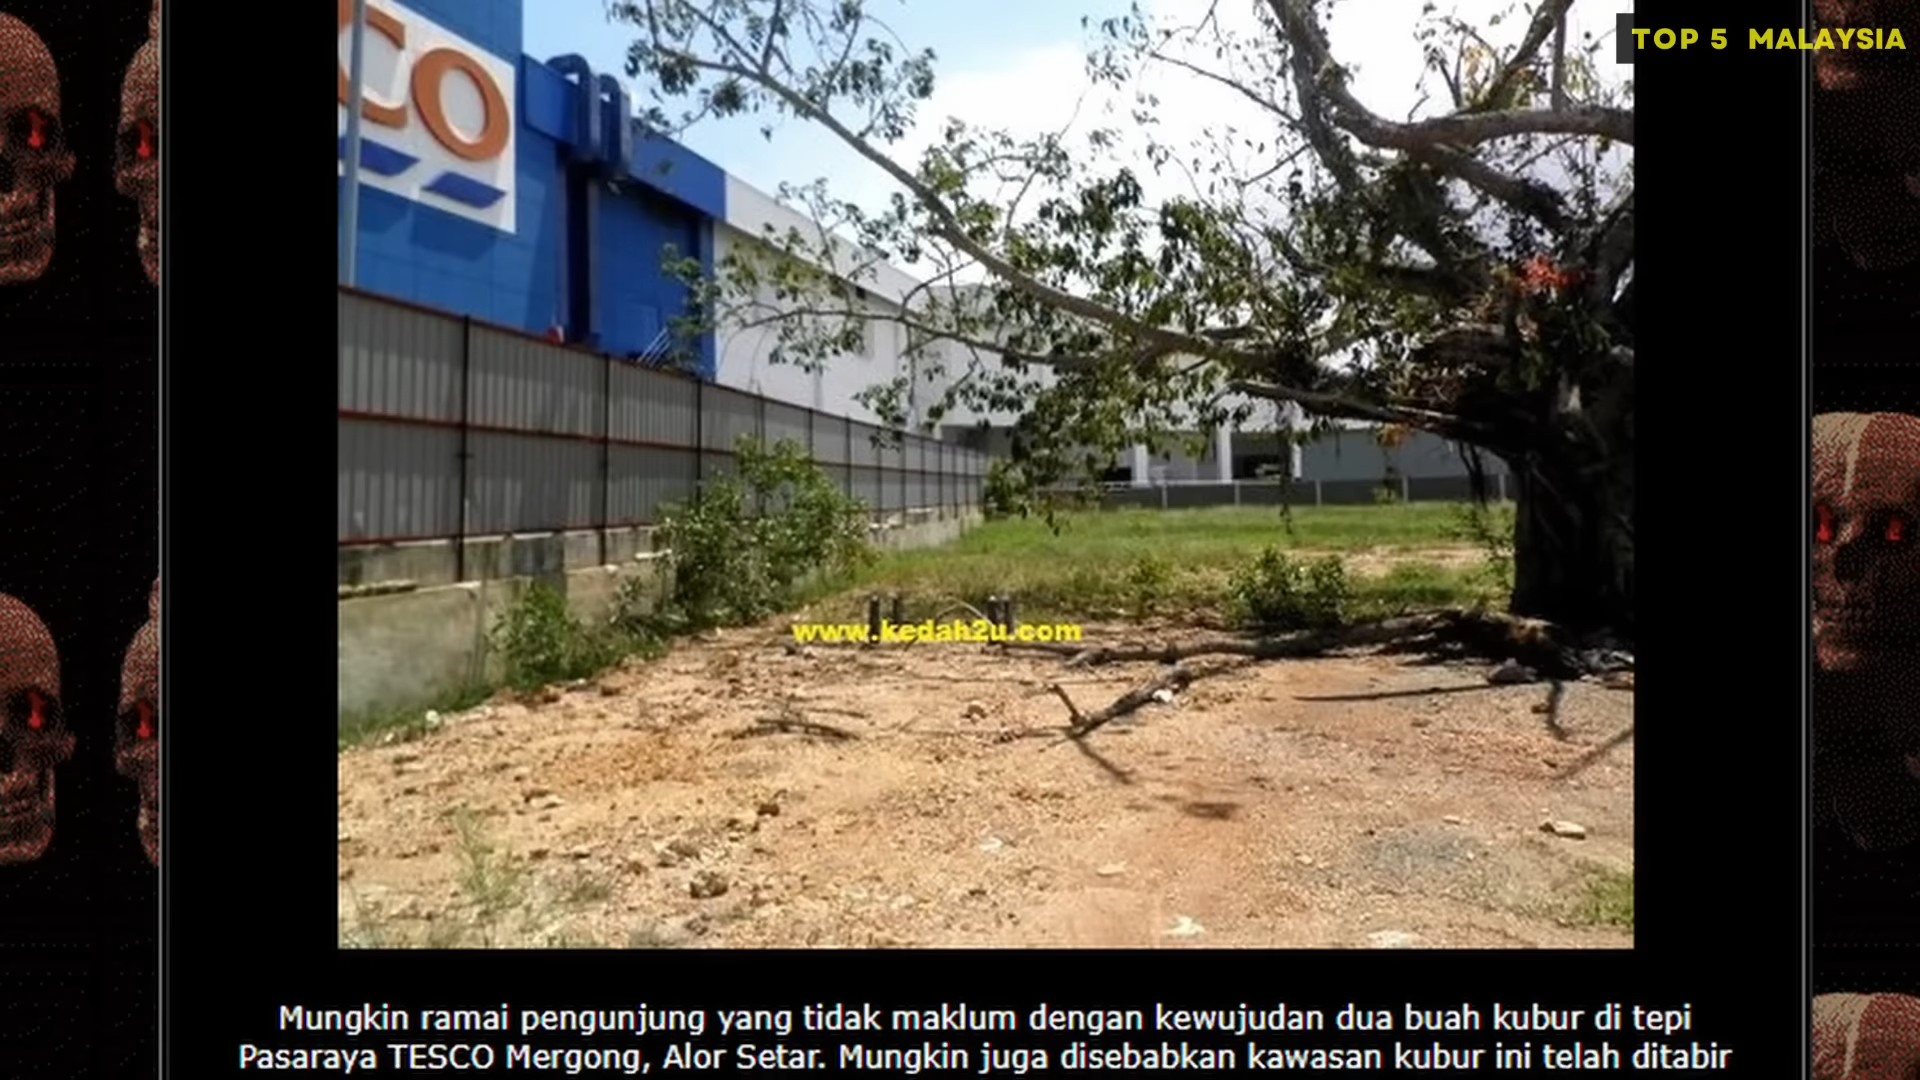 TOP 5 MALAYSIA
CO
www.kedah2u.com
Mungkin ramai pengunjung yang tidak maklum dengan kewujudan dua buah kubur di tepi
Pasaraya TESCO Mergong, Alor Setar. Mungkin juga disebabkan kawasan kubur ini telah ditabir